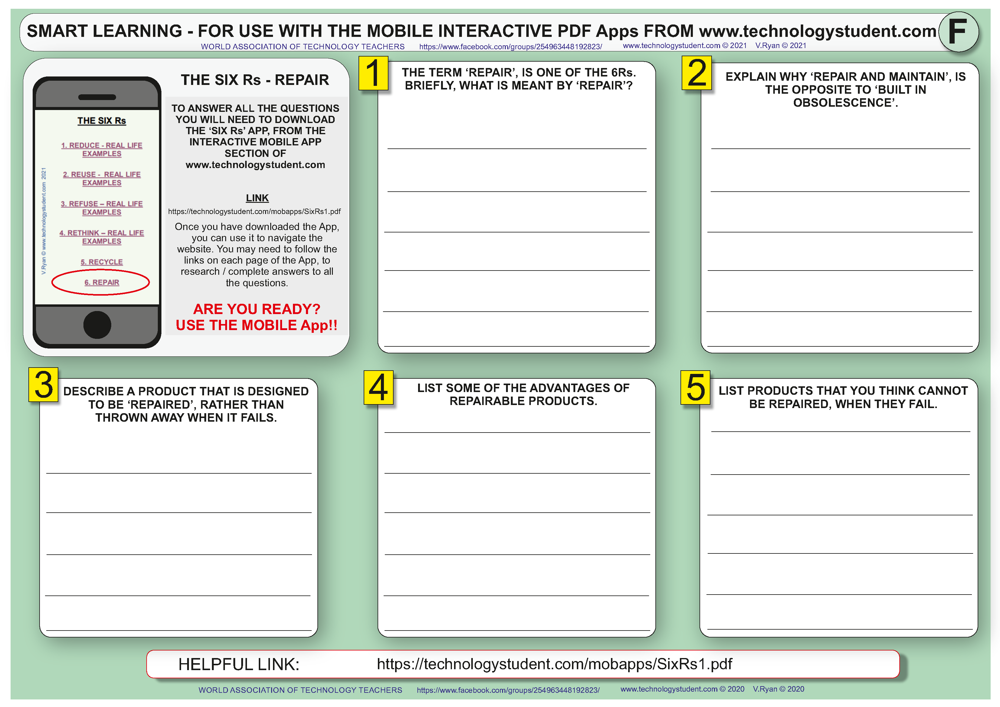 SMART LEARNING - FOR USE WITH THE MOBILE INTERACTIVE PDF Apps FROM www.technologystudent.com
F
WORLD ASSOCIATION OF TECHNOLOGY TEACHERS https://www.facebook.com/groups/254963448192823/ www.technologystudent.com © 2021 V.Ryan © 2021
THE SIX Rs
1. REDUCE - REAL LIFE
EXAMPLES
2. REUSE - REAL LIFE
EXAMPLES
3. REFUSE – REAL LIFE
EXAMPLES
4. RETHINK – REAL LIFE
EXAMPLES
5. RECYCLE
6. REPAIR
V.Ryan © www.technologystudent.com 2021
THE SIX Rs - REPAIR
TO ANSWER ALL THE QUESTIONS
YOU WILL NEED TO DOWNLOAD
THE ‘SIX Rs’ APP, FROM THE
INTERACTIVE MOBILE APP
SECTION OF
www.technologystudent.com
LINK
https://technologystudent.com/mobapps/SixRs1.pdf
Once you have downloaded the App,
you can use it to navigate the
website. You may need to follow the
links on each page of the App, to
research / complete answers to all
the questions.
ARE YOU READY?
USE THE MOBILE App!!
1
THE TERM ‘REPAIR’, IS ONE OF THE 6Rs.
BRIEFLY, WHAT IS MEANT BY ‘REPAIR’?
2
EXPLAIN WHY ‘REPAIR AND MAINTAIN’, IS
THE OPPOSITE TO ‘BUILT IN
OBSOLESCENCE’.
3
DESCRIBE A PRODUCT THAT IS DESIGNED
TO BE ‘REPAIRED’, RATHER THAN
THROWN AWAY WHEN IT FAILS.
4
LIST SOME OF THE ADVANTAGES OF
REPAIRABLE PRODUCTS.
5
LIST PRODUCTS THAT YOU THINK CANNOT
BE REPAIRED, WHEN THEY FAIL.
HELPFUL LINK: https://technologystudent.com/mobapps/SixRs1.pdf
WORLD ASSOCIATION OF TECHNOLOGY TEACHERS https://www.facebook.com/groups/254963448192823/ www.technologystudent.com © 2020 V.Ryan © 2020